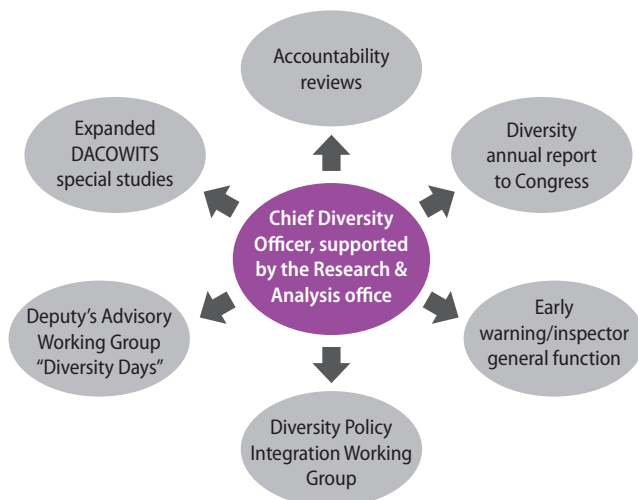 Accountability
reviews
Expanded
DACOWITS
special studies
Diversity
annual report
to Congress
Chief Diversity
Officer, supported
by the Research &
Analysis office
Deputy’s Advisory
Working Group
“Diversity Days”
Early
warning/inspector
general function
Diversity Policy
Integration Working
Group